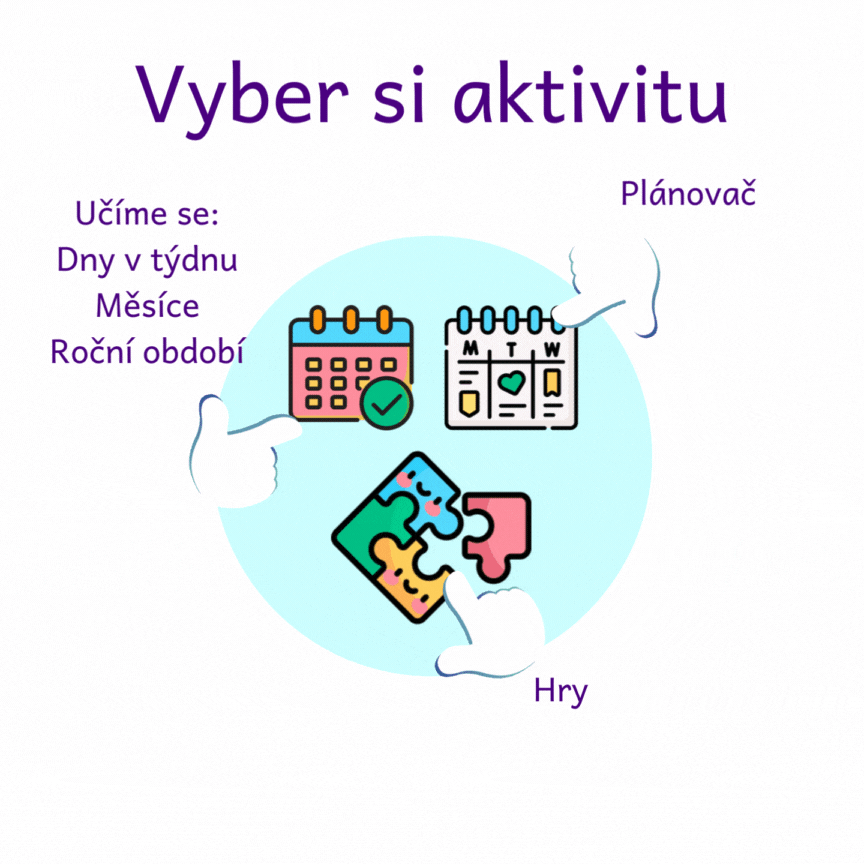 Vyber si aktivitu
Učíme se:
Dny v týdnu
Měsíce
Roční období
Plánovač
M T W
Hry